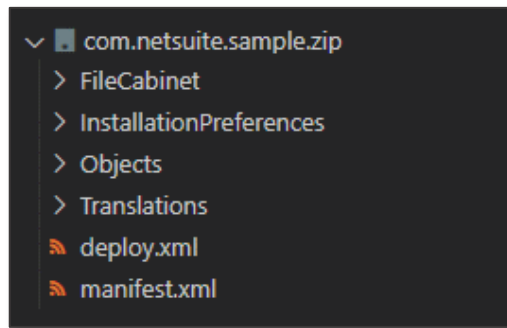 com.netsuite.sample.zip
FileCabinet
InstallationPreferences
Objects
Translations
deploy.xml
manifest.xml